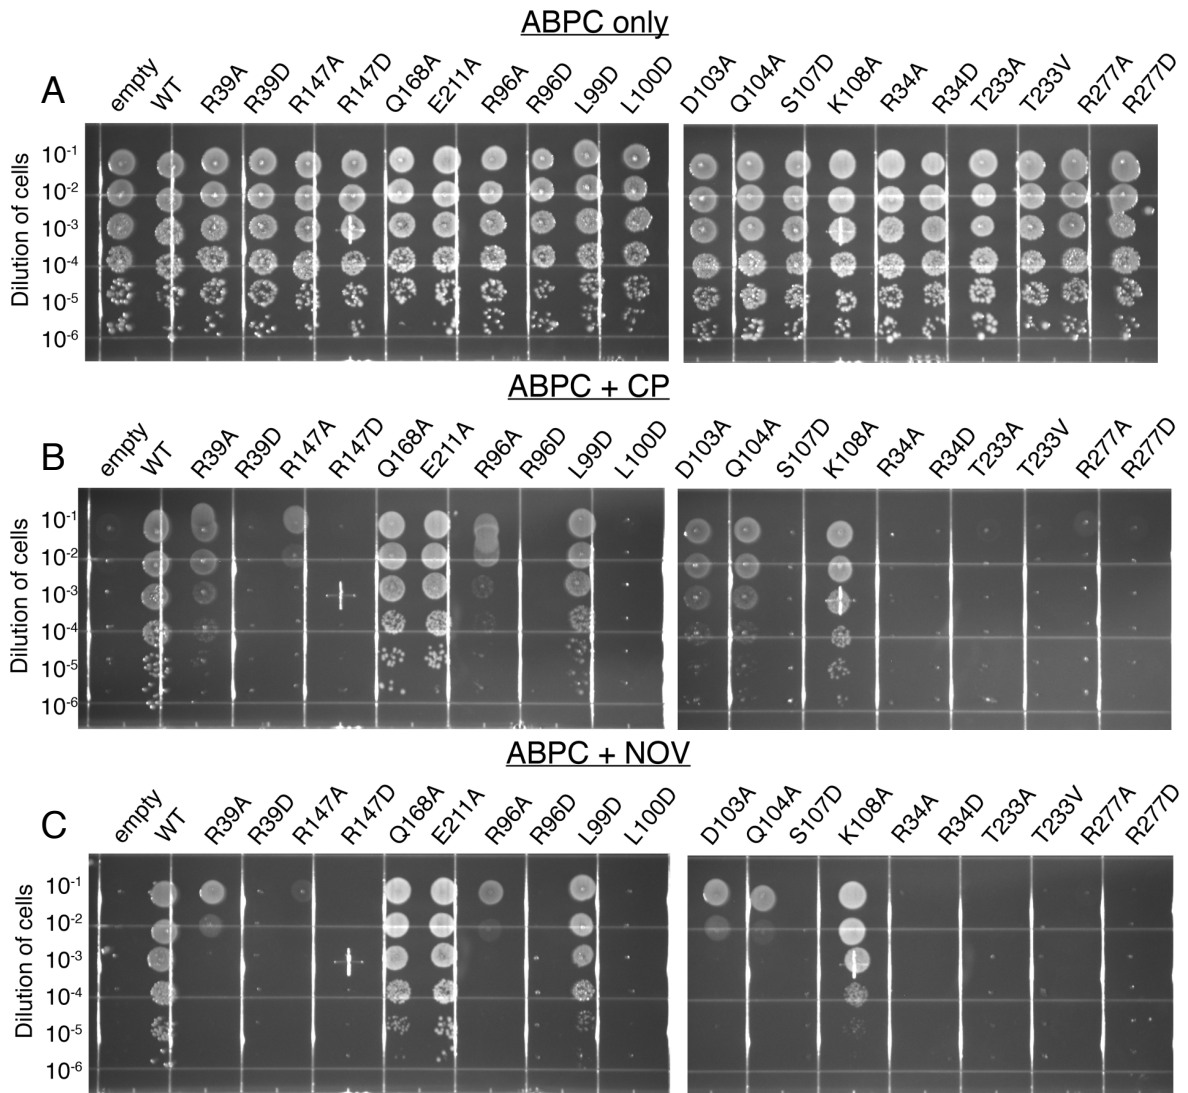 ABPC only
A
empty WT R39A R39D R147A R147D Q168A E211A R96A R96D L99D L100D D103A Q104A S107D K108A R34A R34D T233A T233V R277A R277D
Dilution of cells
10-1
10-2
10-3
10-4
10-5
10-6
ABPC + CP
B
empty WT R39A R39D R147A R147D Q168A E211A R96A R96D L99D L100D D103A Q104A S107D K108A R34A R34D T233A T233V R277A R277D
Dilution of cells
10-1
10-2
10-3
10-4
10-5
10-6
ABPC + NOV
C
empty WT R39A R39D R147A R147D Q168A E211A R96A R96D L99D L100D D103A Q104A S107D K108A R34A R34D T233A T233V R277A R277D
Dilution of cells
10-1
10-2
10-3
10-4
10-5
10-6